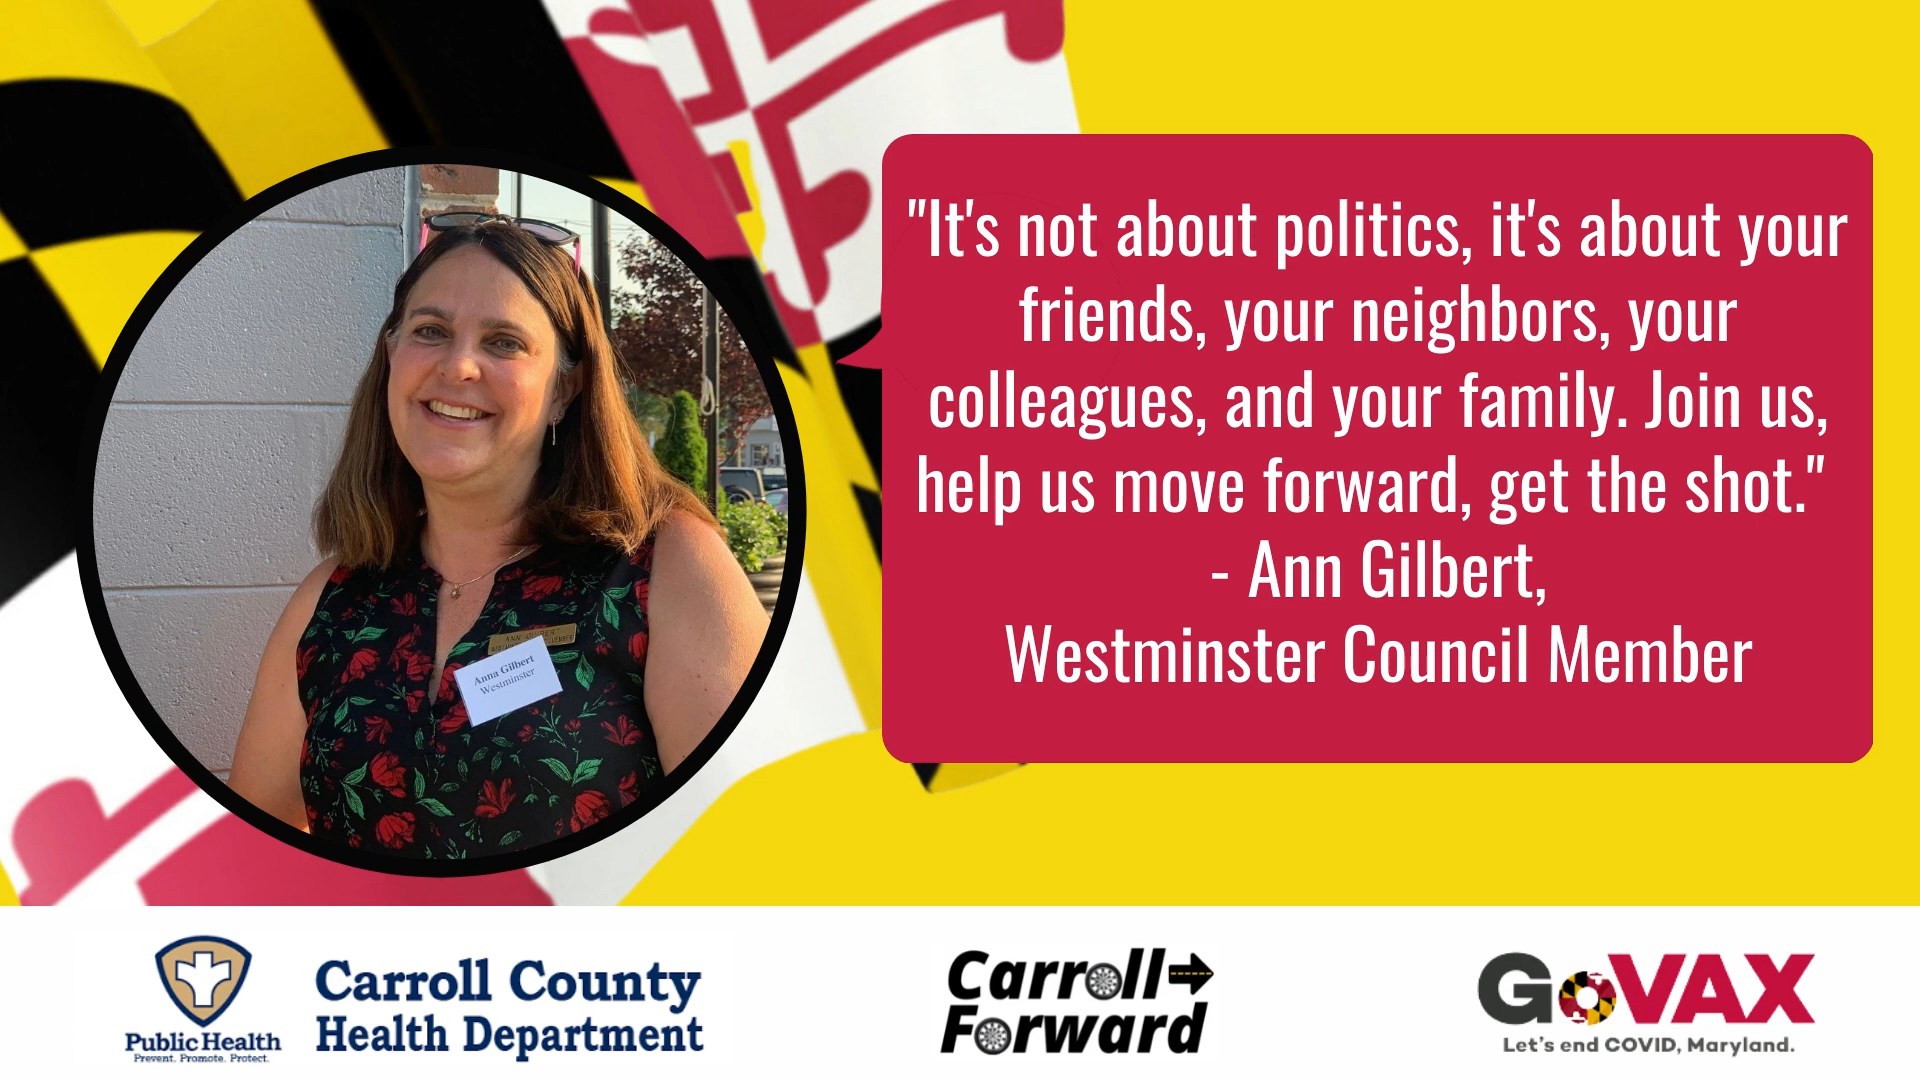 "It's not about politics, it's about your
friends, your neighbors, your
colleagues, and your family. Join us,
help us move forward, get the shot."
- Ann Gilbert,
Westminster Council Member
ANN
MEMBER
Anna Gilbert
Westminster
Public Health
Prevent. Promote. Protect.
Carroll County
Health Department
Carroll
Forward
GoVAX
Let's end COVID, Maryland.